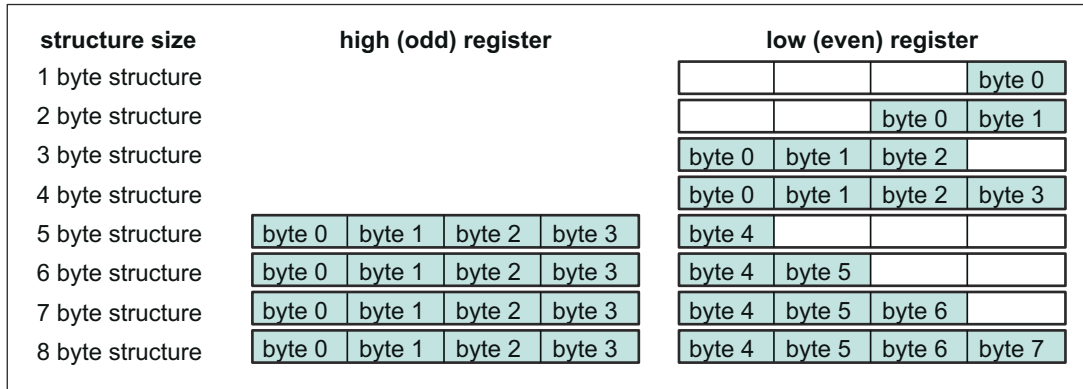 structure size high (odd) register low (even) register
1 byte structure byte 0
2 byte structure byte 0 byte 1
3 byte structure byte 0 byte 1 byte 2
4 byte structure byte 0 byte 1 byte 2 byte 3
5 byte structure byte 0 byte 1 byte 2 byte 3 byte 4
6 byte structure byte 0 byte 1 byte 2 byte 3 byte 4 byte 5
7 byte structure byte 0 byte 1 byte 2 byte 3 byte 4 byte 5 byte 6
8 byte structure byte 0 byte 1 byte 2 byte 3 byte 4 byte 5 byte 6 byte 7